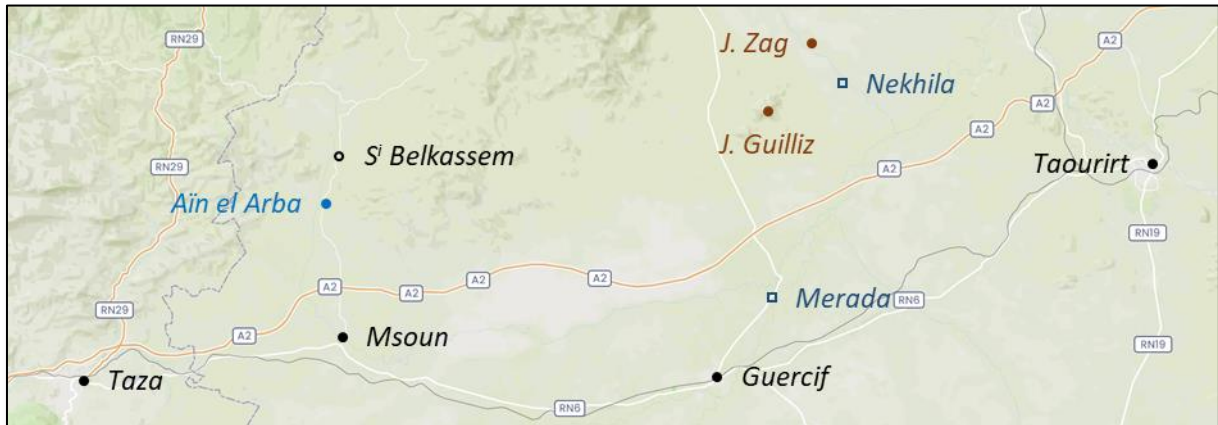 RN29
A2
J. Zag
Nekhila
A2
A2
J. Guilliz
Sⁱ Belkassem
RN29
A2
Taourirt
Aïn el Arba
RN19
A2
A2
A2
A2
Merada
RN6
RN29
A2
Msoun
RN19
Taza
Guercif
RN6